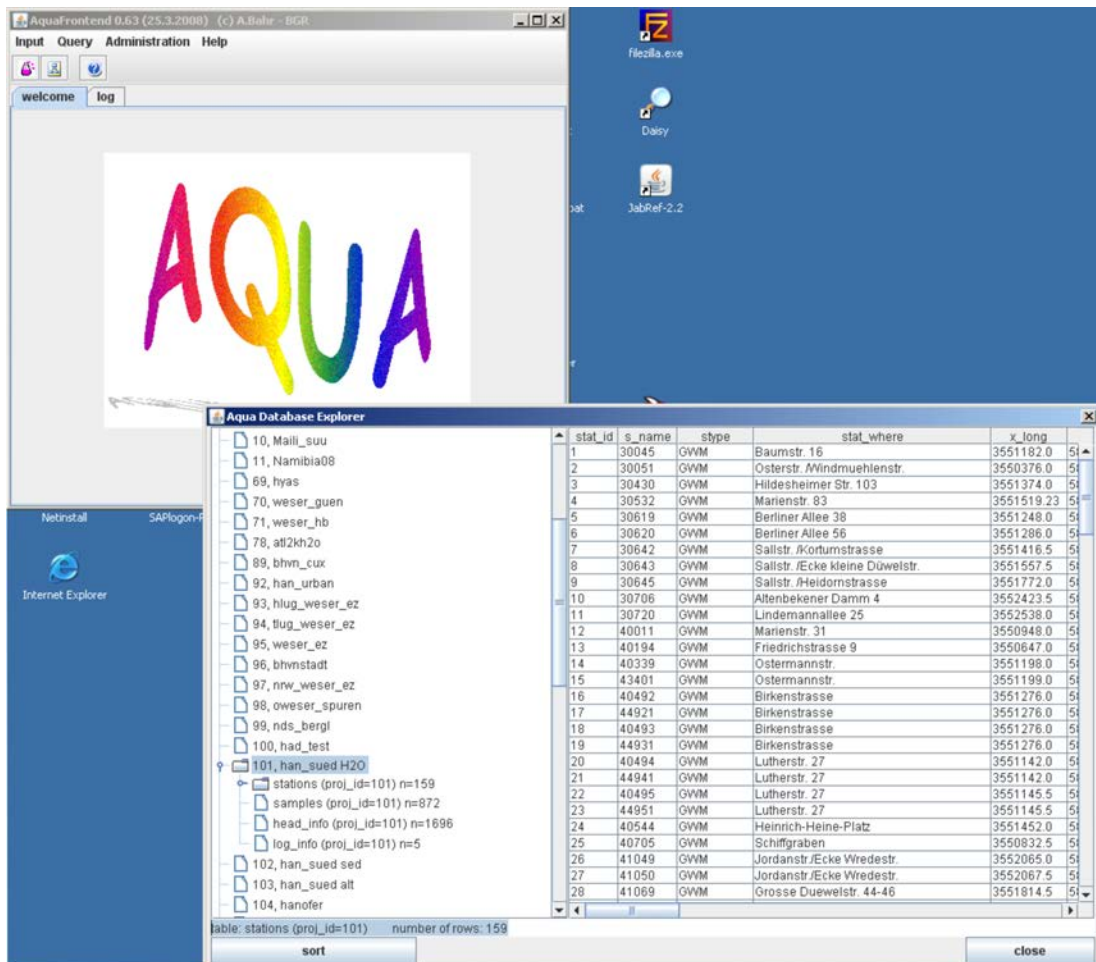 AquaFrontend 0.63 (25.3.2008) (c) A.Bahr - BGR
Input Query Administration Help
welcome log
AQUA
filezilla.exe
Daisy
JabRef-2.2
Netinstall
Internet Explorer
Aqua Database Explorer
10, Maili_suu
11, Namibia08
69, hyas
70, weser_guen
71, weser_hb
78, atl2kh2o
89, bhvn_cux
92, han_urban
93, hlug_weser_ez
94, tlug_weser_ez
95, weser_ez
96, bhvnstadt
97, nrw_weser_ez
98, oweser_spuren
99, nds_bergl
100, had_test
101, han_sued H2O
stations (proj_id=101) n=159
samples (proj_id=101) n=872
head_info (proj_id=101) n=1696
log_info (proj_id=101) n=5
102, han_sued sed
103, han_sued alt
104, hanofer
stat_id s_name stype stat_where x_long
1 30045 GWM Baumstr. 16 3551182.0
2 30051 GWM Osterstr. /Windmuehlenstr. 3550376.0
3 30430 GWM Hildesheimer Str. 103 3551374.0
4 30532 GWM Marienstr. 83 3551519.23
5 30619 GWM Berliner Allee 38 3551248.0
6 30620 GWM Berliner Allee 56 3551286.0
7 30642 GWM Sallstr. /Kortumstrasse 3551416.5
8 30643 GWM Sallstr. /Ecke kleine Düwelstr. 3551557.5
9 30645 GWM Sallstr. /Heidornstrasse 3551772.0
10 30706 GWM Altenbekener Damm 4 3552423.5
11 30720 GWM Lindemannallee 25 3552538.0
12 40011 GWM Marienstr. 31 3550948.0
13 40194 GWM Friedrichstrasse 9 3550647.0
14 40339 GWM Ostermannstr. 3551198.0
15 43401 GWM Ostermannstr. 3551199.0
16 40492 GWM Birkenstrasse 3551276.0
17 44921 GWM Birkenstrasse 3551276.0
18 40493 GWM Birkenstrasse 3551276.0
19 44931 GWM Birkenstrasse 3551276.0
20 40494 GWM Lutherstr. 27 3551142.0
21 44941 GWM Lutherstr. 27 3551142.0
22 40495 GWM Lutherstr. 27 3551145.5
23 44951 GWM Lutherstr. 27 3551145.5
24 40544 GWM Heinrich-Heine-Platz 3551452.0
25 40705 GWM Schiffgraben 3550832.5
26 41049 GWM Jordanstr./Ecke Wredestr. 3552065.0
27 41050 GWM Jordanstr./Ecke Wredestr. 3552067.5
28 41069 GWM Grosse Duewelstr. 44-46 3551814.5
table: stations (proj_id=101) number of rows: 159
sort close